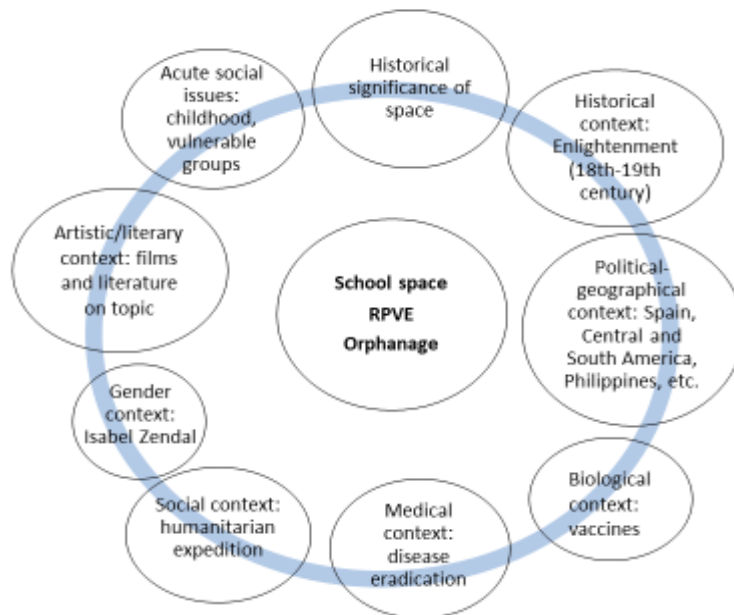 Historical
significance of
space
Historical
context:
Enlightenment
(18th-19th
century)
Political-
geographical
context: Spain,
Central and
South America,
Philippines, etc.
Biological
context:
vaccines
Medical
context:
disease
eradication
Social context:
humanitarian
expedition
Gender
context:
Isabel Zendal
Artistic/literary
context: films
and literature
on topic
Acute social
issues:
childhood,
vulnerable
groups
School space
RPVE
Orphanage